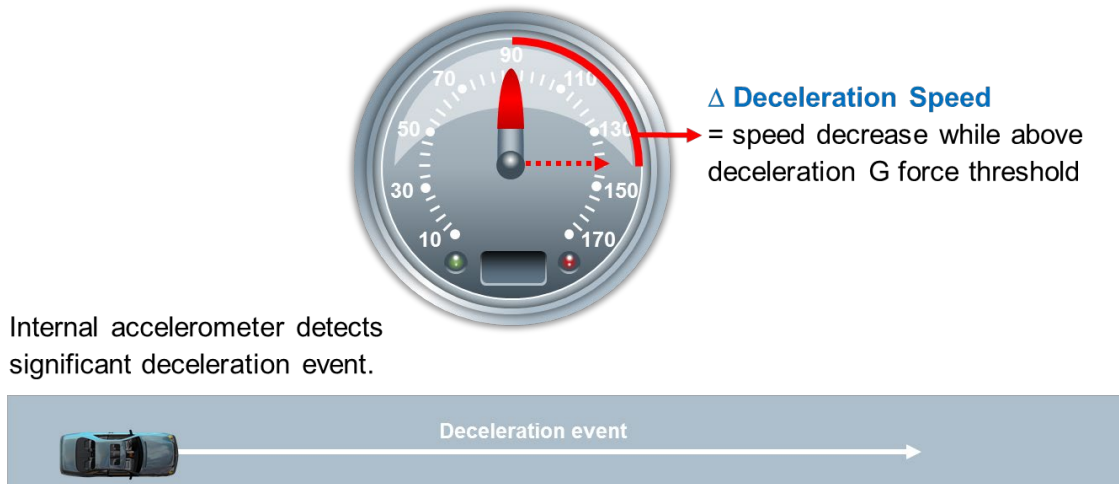 90
70
110
50
130
30
150
10
170
Δ Deceleration Speed
= speed decrease while above
deceleration G force threshold
Internal accelerometer detects
significant deceleration event.
Deceleration event